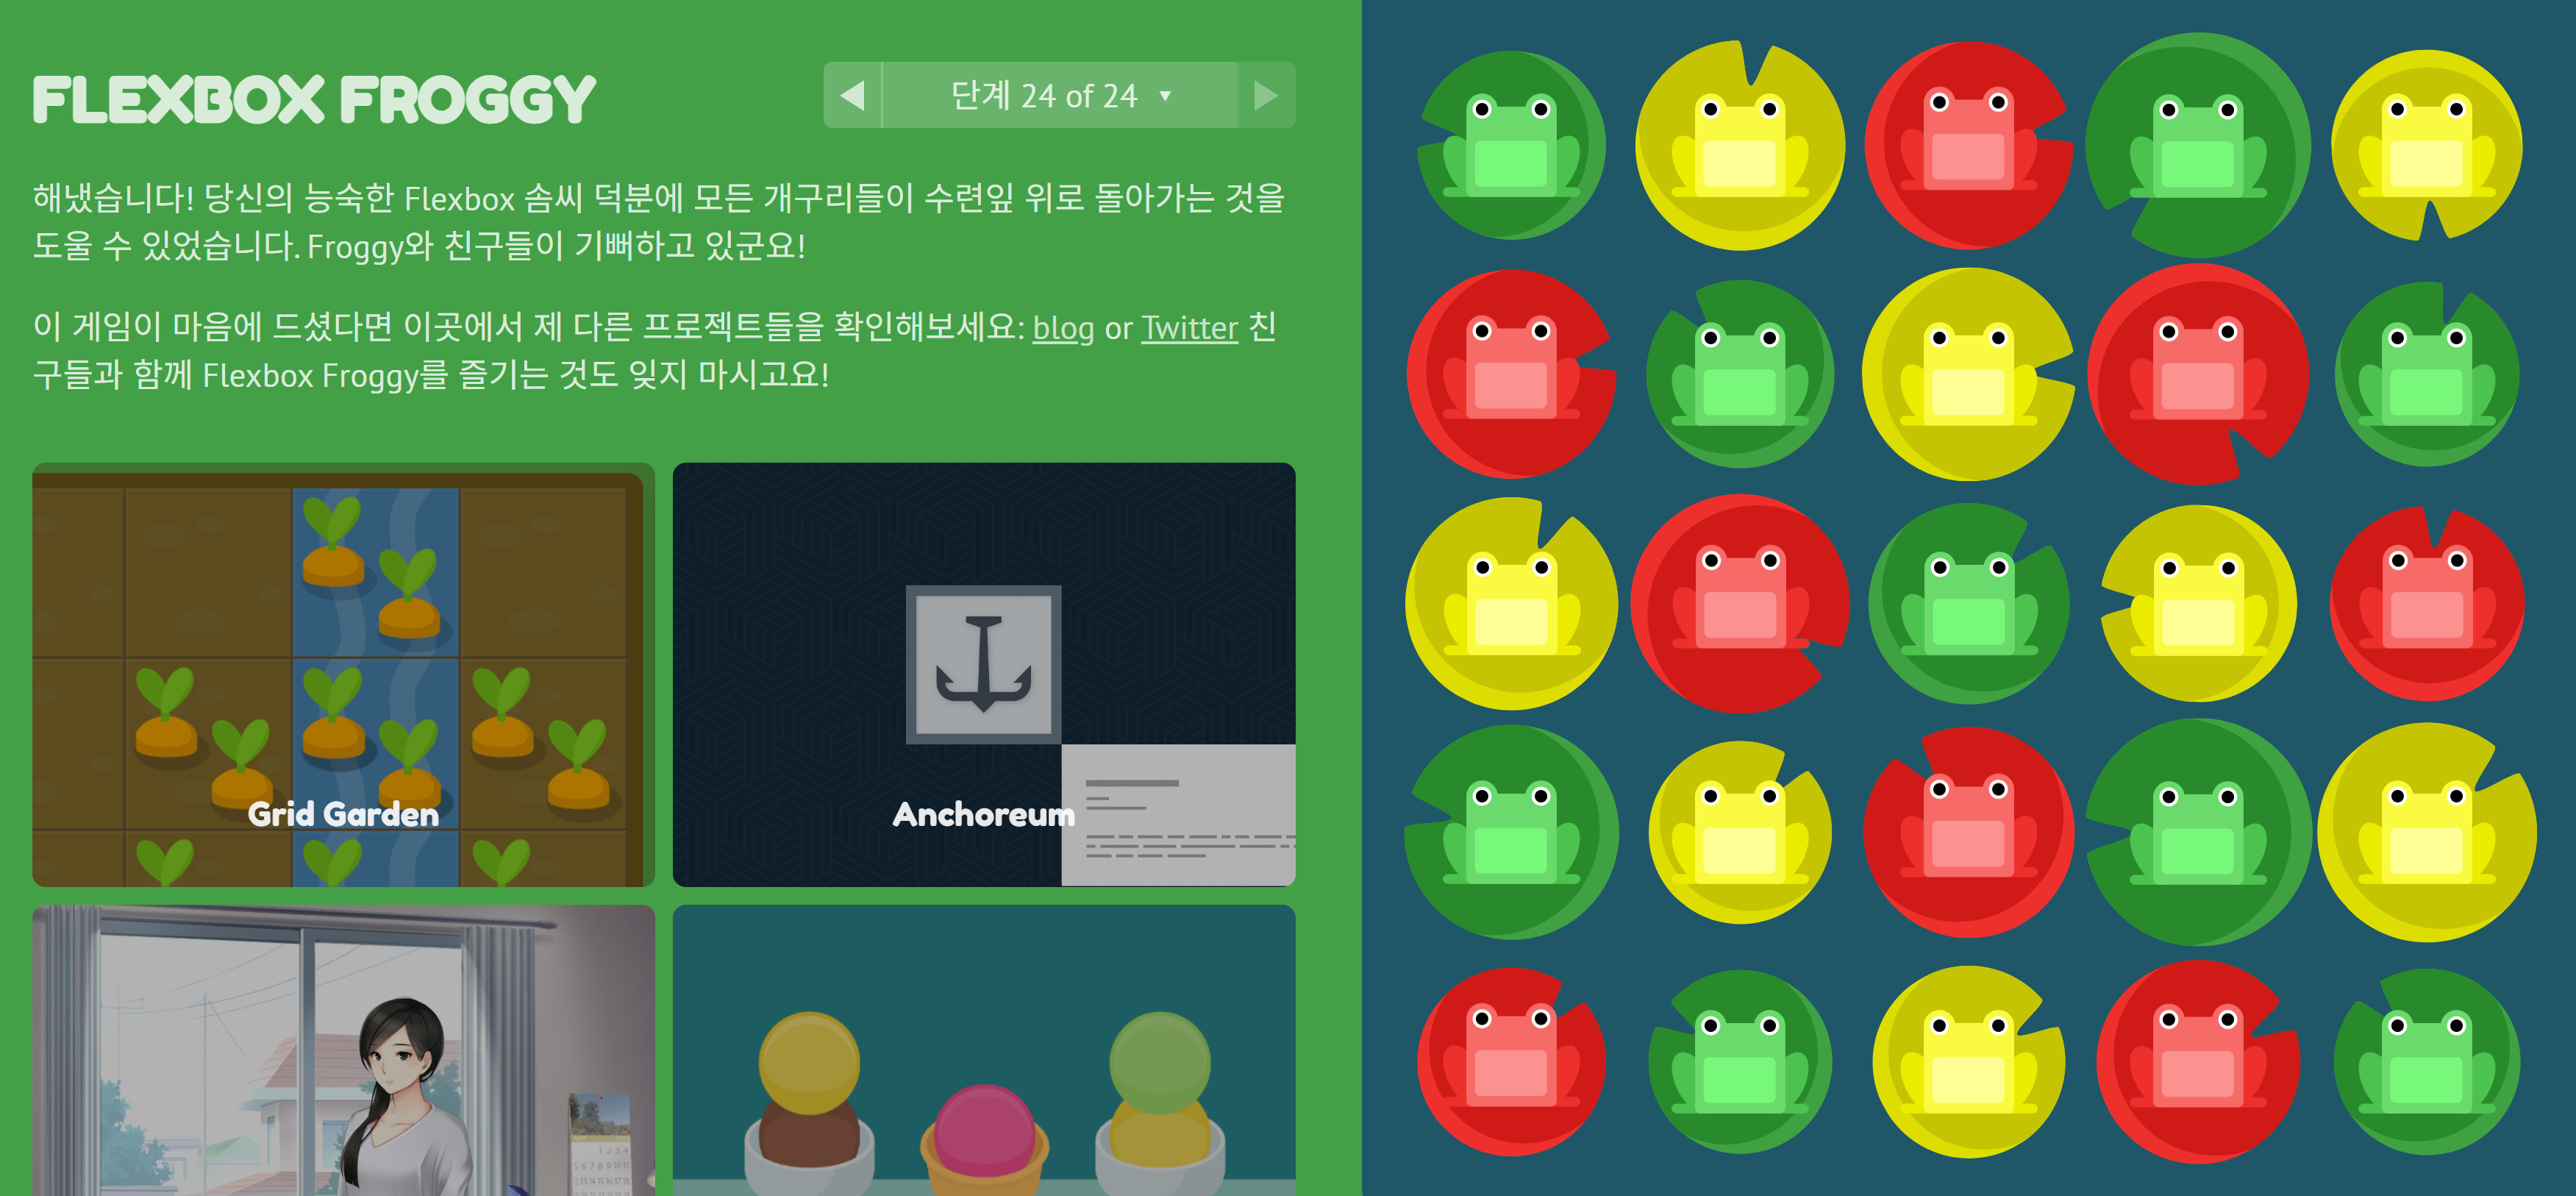 FLEXBOX FROGGY
단계 24 of 24
해냈습니다! 당신의 능숙한 Flexbox 솜씨 덕분에 모든 개구리들이 수련잎 위로 돌아가는 것을
도울 수 있었습니다. Froggy와 친구들이 기뻐하고 있군요!
이 게임이 마음에 드셨다면 이곳에서 제 다른 프로젝트들을 확인해보세요: blog or Twitter 친
구들과 함께 Flexbox Froggy를 즐기는 것도 잊지 마시고요!
Grid Garden
Anchoreum